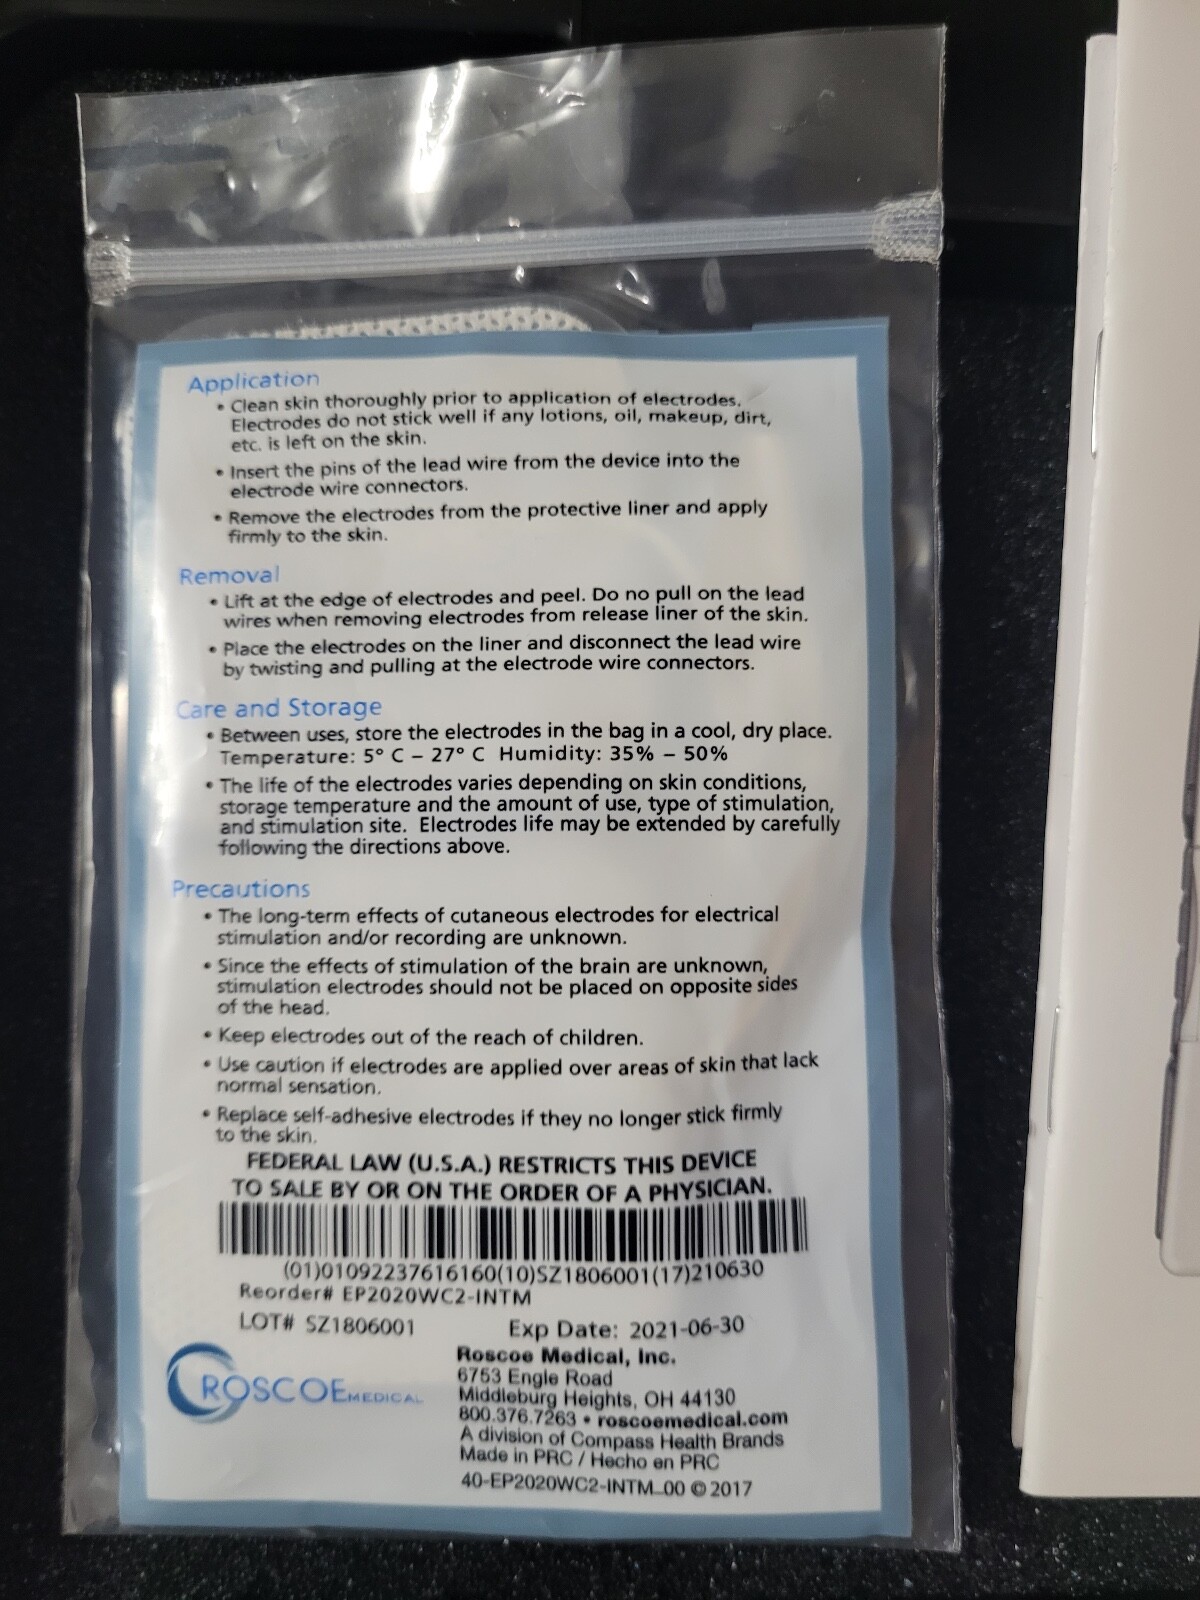 Application
• Clean skin thoroughly prior to application of electrodes.
Electrodes do not stick well if any lotions, oil, makeup, dirt,
etc. is left on the skin.
• Insert the pins of the lead wire from the device into the
electrode wire connectors.
• Remove the electrodes from the protective liner and apply
firmly to the skin.
Removal
• Lift at the edge of electrodes and peel. Do no pull on the lead
wires when removing electrodes from release liner of the skin.
• Place the electrodes on the liner and disconnect the lead wire
by twisting and pulling at the electrode wire connectors.
Care and Storage
• Between uses, store the electrodes in the bag in a cool, dry place.
Temperature: 5° C – 27° C Humidity: 35% – 50%
• The life of the electrodes varies depending on skin conditions,
storage temperature and the amount of use, type of stimulation,
and stimulation site. Electrodes life may be extended by carefully
following the directions above.
Precautions
• The long-term effects of cutaneous electrodes for electrical
stimulation and/or recording are unknown.
• Since the effects of stimulation of the brain are unknown,
stimulation electrodes should not be placed on opposite sides
of the head.
• Keep electrodes out of the reach of children.
• Use caution if electrodes are applied over areas of skin that lack
normal sensation.
• Replace self-adhesive electrodes if they no longer stick firmly
to the skin.
FEDERAL LAW (U.S.A.) RESTRICTS THIS DEVICE
TO SALE BY OR ON THE ORDER OF A PHYSICIAN.
(01)01092237616160(10)SZ1806001(17)210630
Reorder# EP2020WC2-INTM
LOT# SZ1806001 Exp Date: 2021-06-30
ROSCOE MEDICAL
Roscoe Medical, Inc.
6753 Engle Road
Middleburg Heights, OH 44130
800.376.7263 • roscoemedical.com
A division of Compass Health Brands
Made in PRC / Hecho en PRC
40-EP2020WC2-INTM_00 © 2017